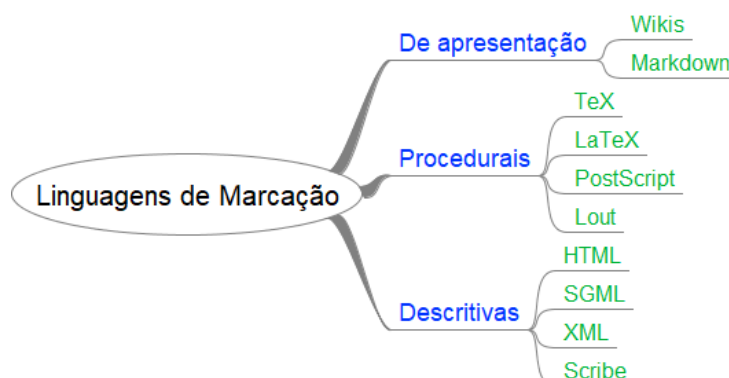 Linguagens de Marcação
De apresentação
Wikis
Markdown
Procedurais
TeX
LaTeX
PostScript
Lout
Descritivas
HTML
SGML
XML
Scribe